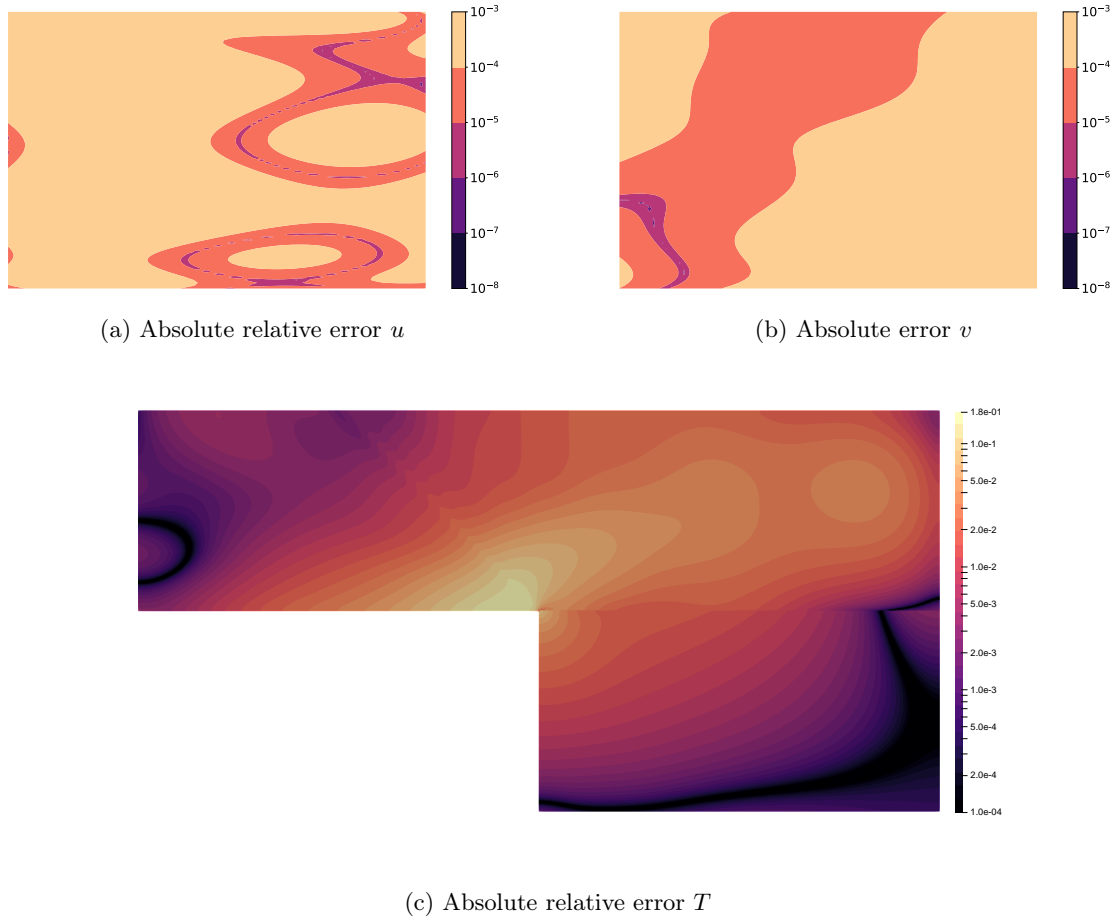 10⁻³
10⁻⁴
10⁻⁵
10⁻⁶
10⁻⁷
10⁻⁸
10⁻³
10⁻⁴
10⁻⁵
10⁻⁶
10⁻⁷
10⁻⁸
(a) Absolute relative error u
(b) Absolute error v
1.8e-01
1.0e-1
5.0e-2
2.0e-2
1.0e-2
5.0e-3
2.0e-3
1.0e-3
5.0e-4
2.0e-4
1.0e-04
(c) Absolute relative error T